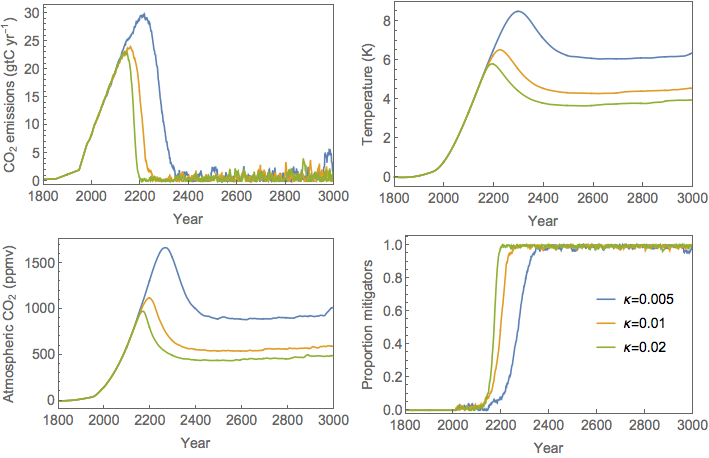 CO₂ emissions (gtC yr⁻¹)
30
25
20
15
10
5
0
1800 2000 2200 2400 2600 2800 3000
Year
Temperature (K)
8
6
4
2
0
1800 2000 2200 2400 2600 2800 3000
Year
Atmospheric CO₂ (ppmv)
1500
1000
500
0
1800 2000 2200 2400 2600 2800 3000
Year
Proportion mitigators
1.0
0.8
0.6
0.4
0.2
0.0
κ=0.005
κ=0.01
κ=0.02
1800 2000 2200 2400 2600 2800 3000
Year